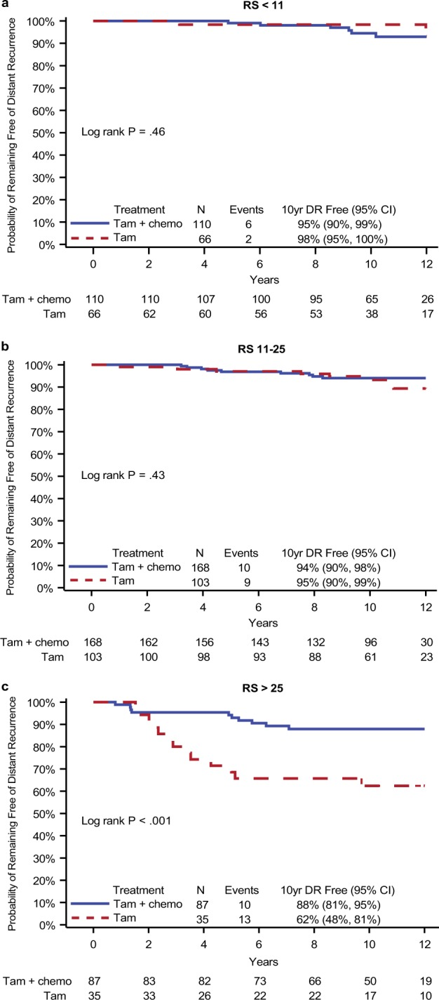 a
RS < 11
Probability of Remaining Free of Distant Recurrence
100%
90%
80%
70%
60%
50%
40%
30%
20%
10%
0%
Log rank P = .46
Treatment N Events 10yr DR Free (95% CI)
Tam + chemo 110 6 95% (90%, 99%)
Tam 66 2 98% (95%, 100%)
0 2 4 6 8 10 12
Years
Tam + chemo 110 110 107 100 95 65 26
Tam 66 62 60 56 53 38 17
b
RS 11-25
Probability of Remaining Free of Distant Recurrence
100%
90%
80%
70%
60%
50%
40%
30%
20%
10%
0%
Log rank P = .43
Treatment N Events 10yr DR Free (95% CI)
Tam + chemo 168 10 94% (90%, 98%)
Tam 103 9 95% (90%, 99%)
0 2 4 6 8 10 12
Years
Tam + chemo 168 162 156 143 132 96 30
Tam 103 100 98 93 88 61 23
c
RS > 25
Probability of Remaining Free of Distant Recurrence
100%
90%
80%
70%
60%
50%
40%
30%
20%
10%
0%
Log rank P < .001
Treatment N Events 10yr DR Free (95% CI)
Tam + chemo 87 10 88% (81%, 95%)
Tam 35 13 62% (48%, 81%)
0 2 4 6 8 10 12
Years
Tam + chemo 87 83 82 73 66 50 19
Tam 35 33 26 22 22 17 10